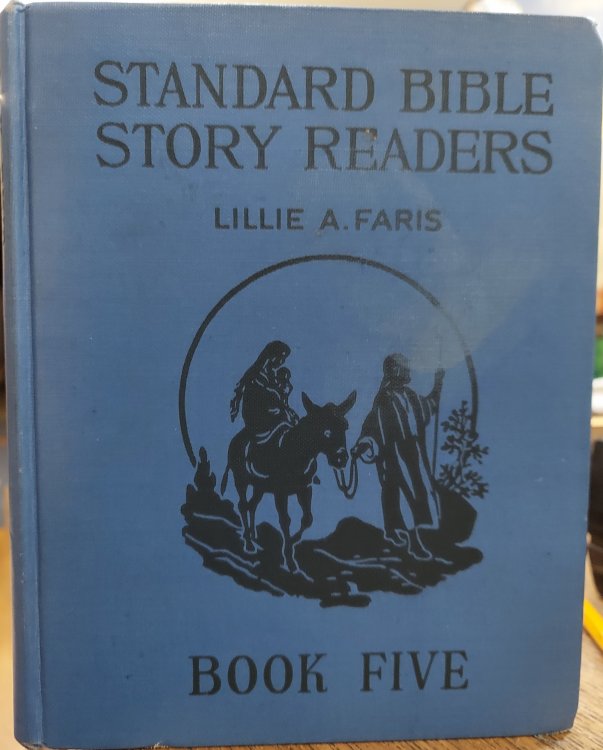 STANDARD BIBLE
STORY READERS
LILLIE A. FARIS
BOOK FIVE